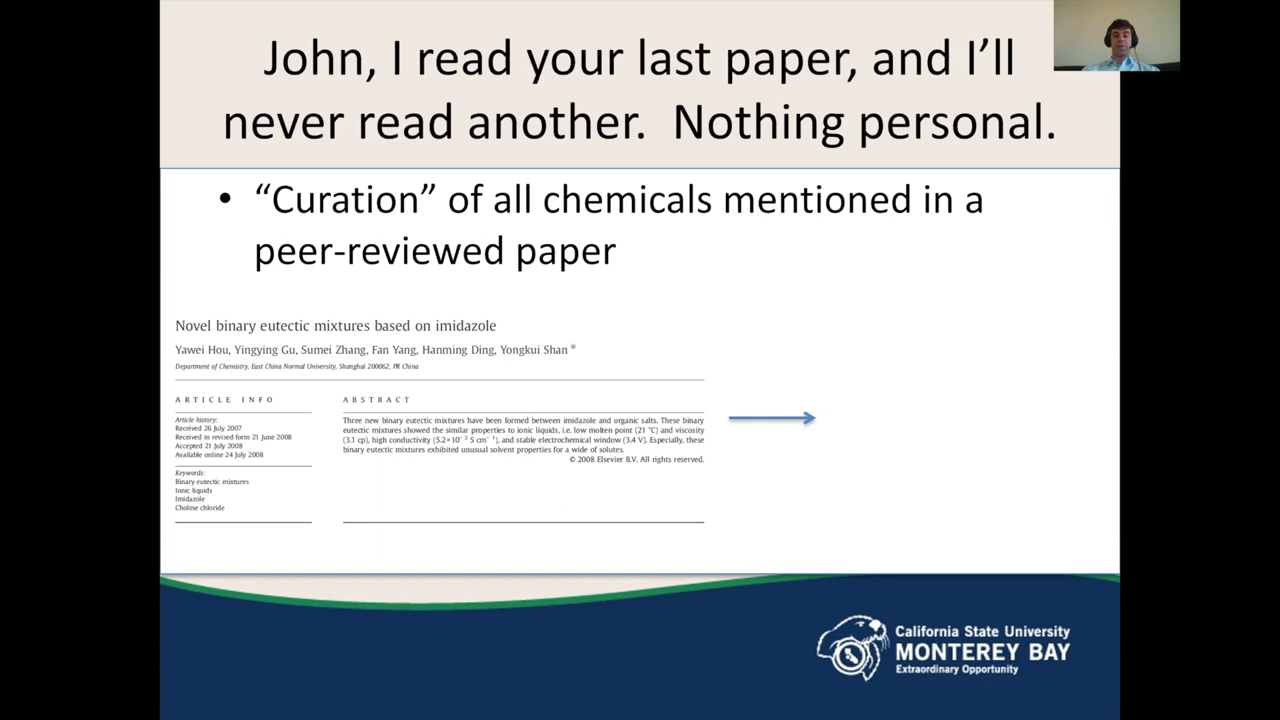 John, I read your last paper, and I’ll
never read another.  Nothing personal.
• “Curation” of all chemicals mentioned in a
peer-reviewed paper
Novel binary eutectic mixtures based on imidazole
Yawei Hou, Yingying Gu, Sumei Zhang, Fan Yang, Hanming Ding, Yongkui Shan *
Department of Chemistry, East China Normal University, Shanghai 200062, PR China
ARTICLE INFO
Article history:
Received 26 July 2007
Received in revised form 21 June 2008
Accepted 21 July 2008
Available online 24 July 2008
Keywords:
Binary eutectic mixtures
Ionic liquids
Imidazole
Choline chloride
ABSTRACT
Three new binary eutectic mixtures have been formed between imidazole and organic salts. These binary
eutectic mixtures showed the similar properties to ionic liquids, i.e. low molten point (21 °C) and viscosity
(3.1 cp), high conductivity (5.2×10⁻² S cm⁻¹), and stable electrochemical window (3.4 V). Especially, these
binary eutectic mixtures exhibited unusual solvent properties for a wide of solutes.
© 2008 Elsevier B.V. All rights reserved.
California State University
MONTEREY BAY
Extraordinary Opportunity